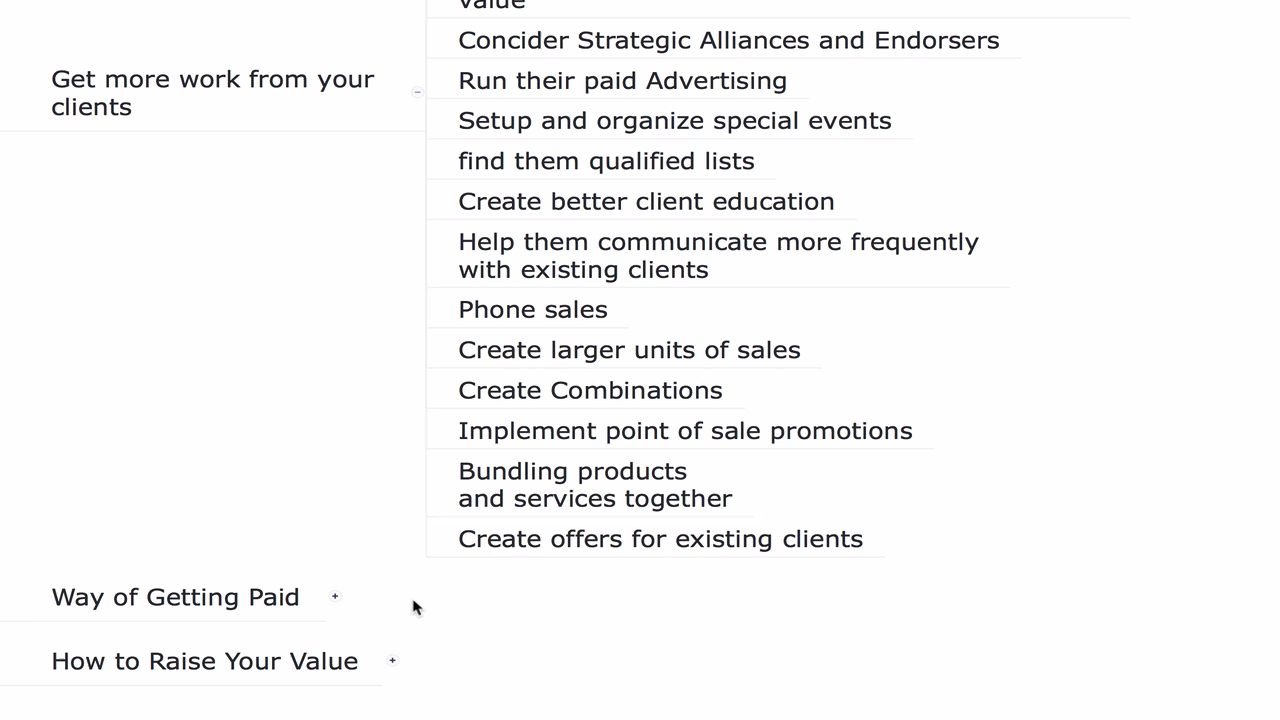 value
Concider Strategic Alliances and Endorsers
Get more work from your
clients
Run their paid Advertising
Setup and organize special events
find them qualified lists
Create better client education
Help them communicate more frequently
with existing clients
Phone sales
Create larger units of sales
Create Combinations
Implement point of sale promotions
Bundling products
and services together
Create offers for existing clients
Way of Getting Paid
How to Raise Your Value